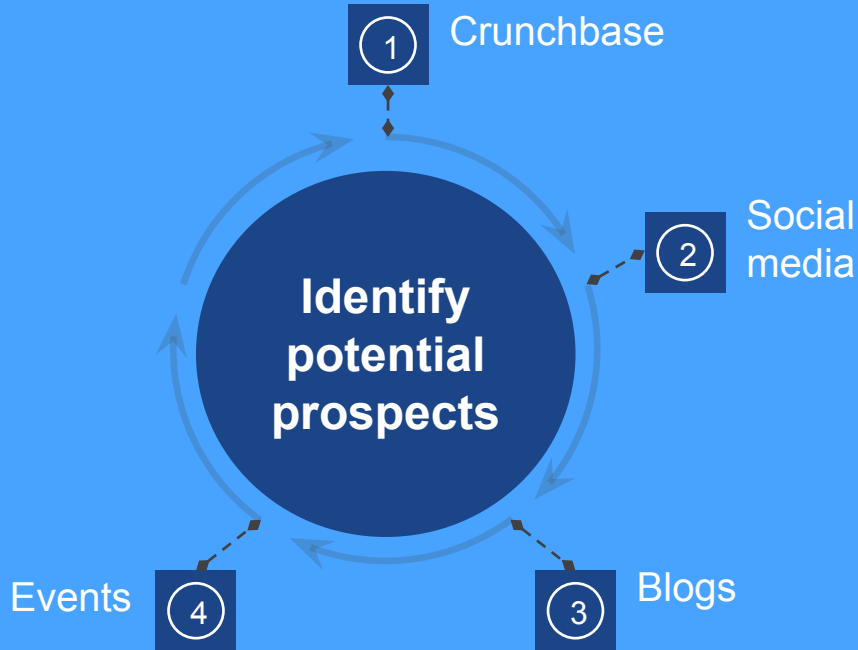 1
Crunchbase
Social
media
2
Identify
potential
prospects
3
Blogs
Events
4